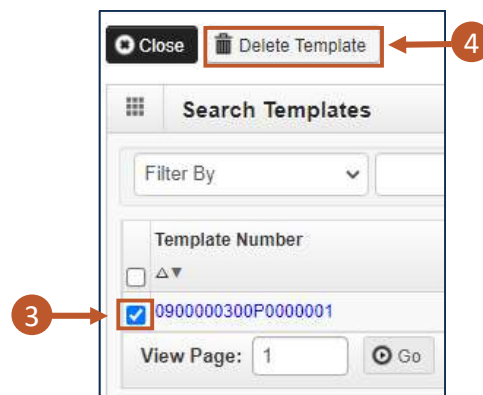 Close Delete Template 4
Search Templates
Filter By
Template Number
3 0900000300P0000001
View Page: 1 Go